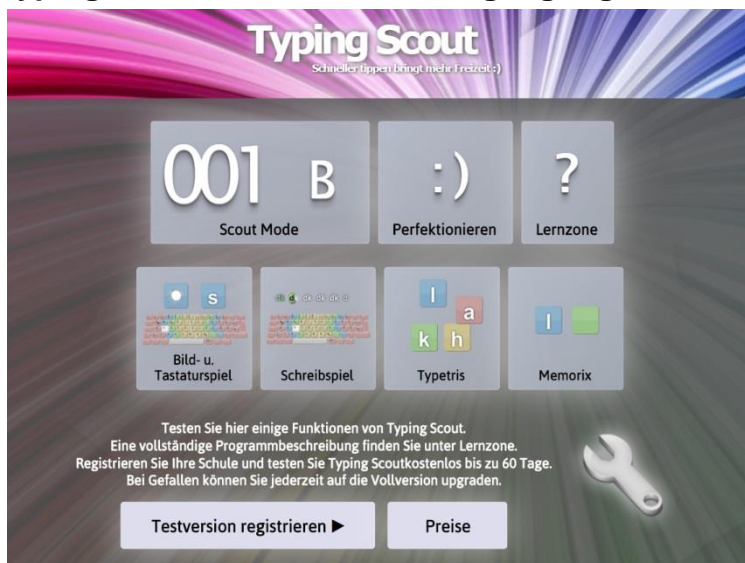 Typing Scout
Schneller tippen bringt mehr Freizeit :)
001 B
Scout Mode
:)
Perfektionieren
?
Lernzone
s
Bild- u.
Tastaturspiel
Schreibspiel
l
a
k h
Typetris
l
Memorix
Testen Sie hier einige Funktionen von Typing Scout.
Eine vollständige Programmbeschreibung finden Sie unter Lernzone.
Registrieren Sie Ihre Schule und testen Sie Typing Scoutkostenlos bis zu 60 Tage.
Bei Gefallen können Sie jederzeit auf die Vollversion upgraden.
Testversion registrieren ►
Preise